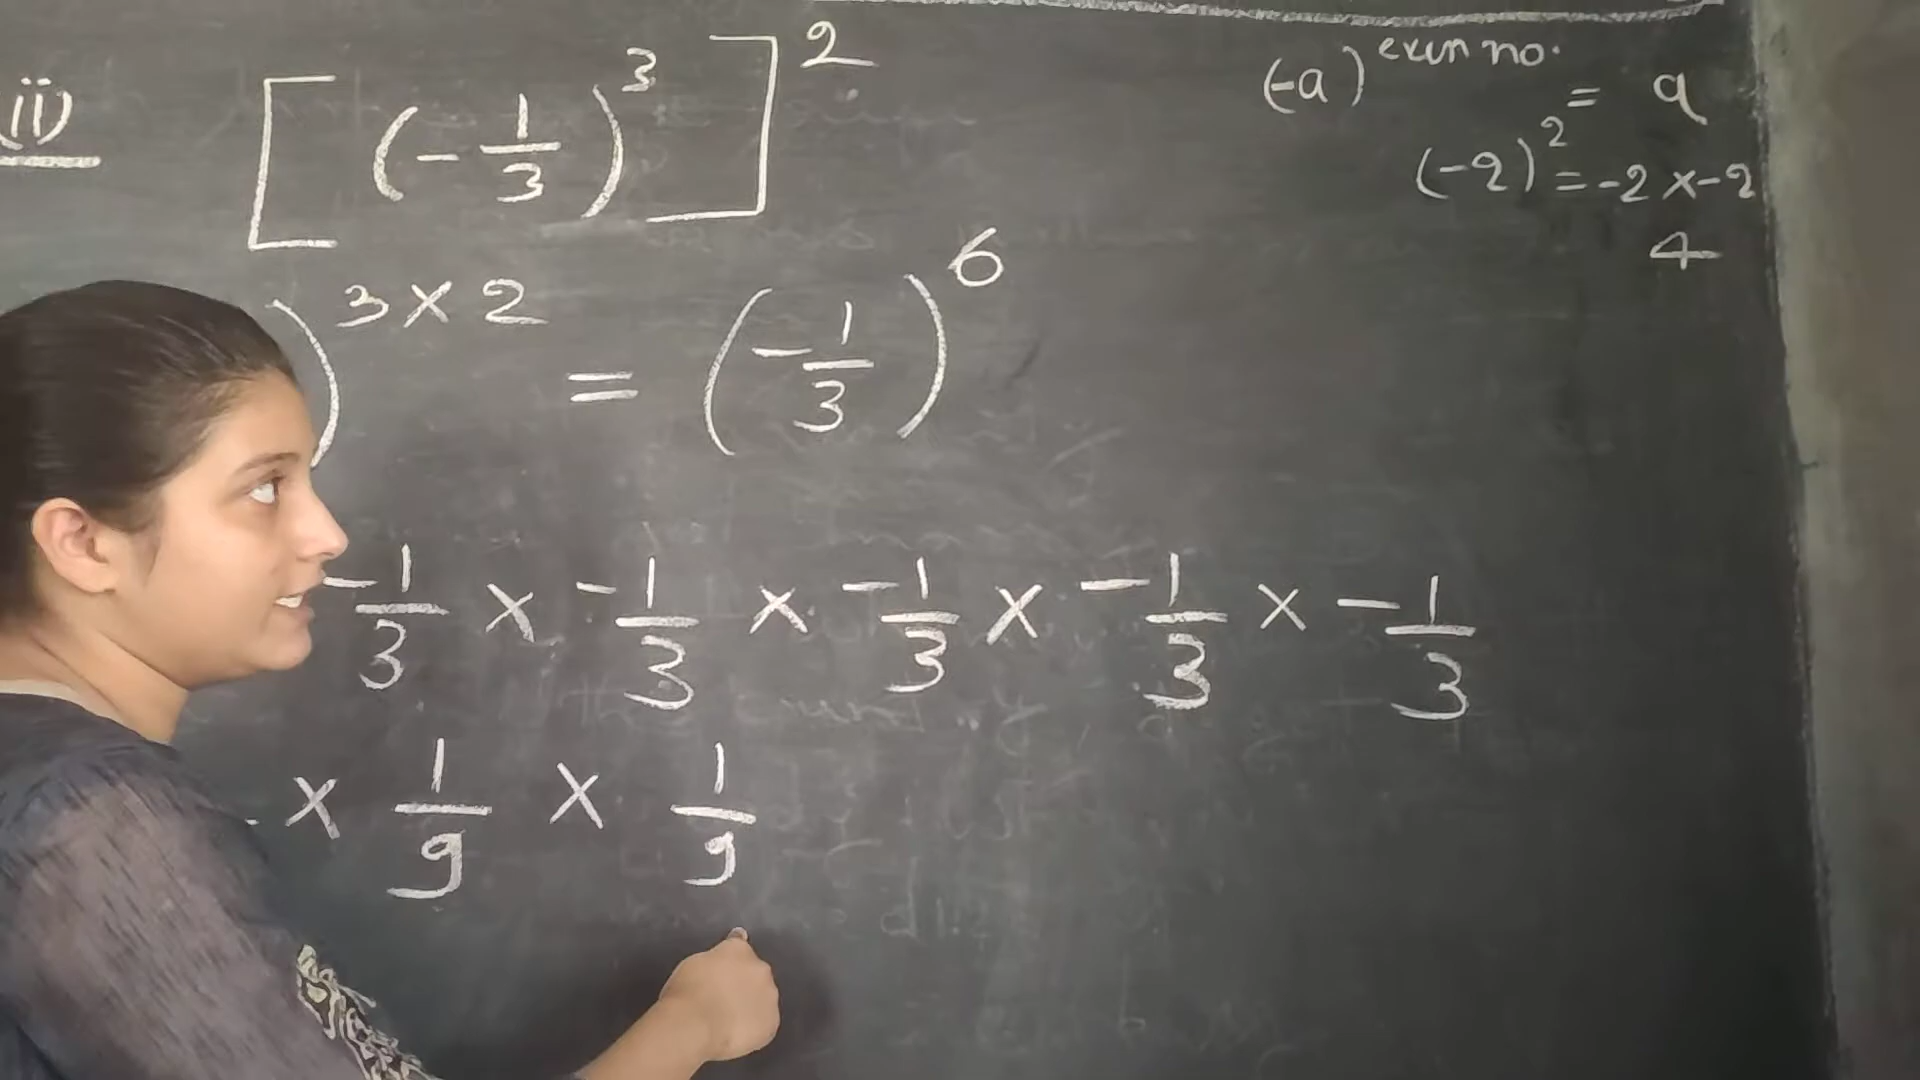 (ii) [(-1/3)^3]^2
)^3×2 = (-1/3)^6
-1/3 × -1/3 × -1/3 × -1/3 × -1/3
× 1/9 × 1/9
(-a)^even no. = a
(-2)^2 = -2 × -2
4